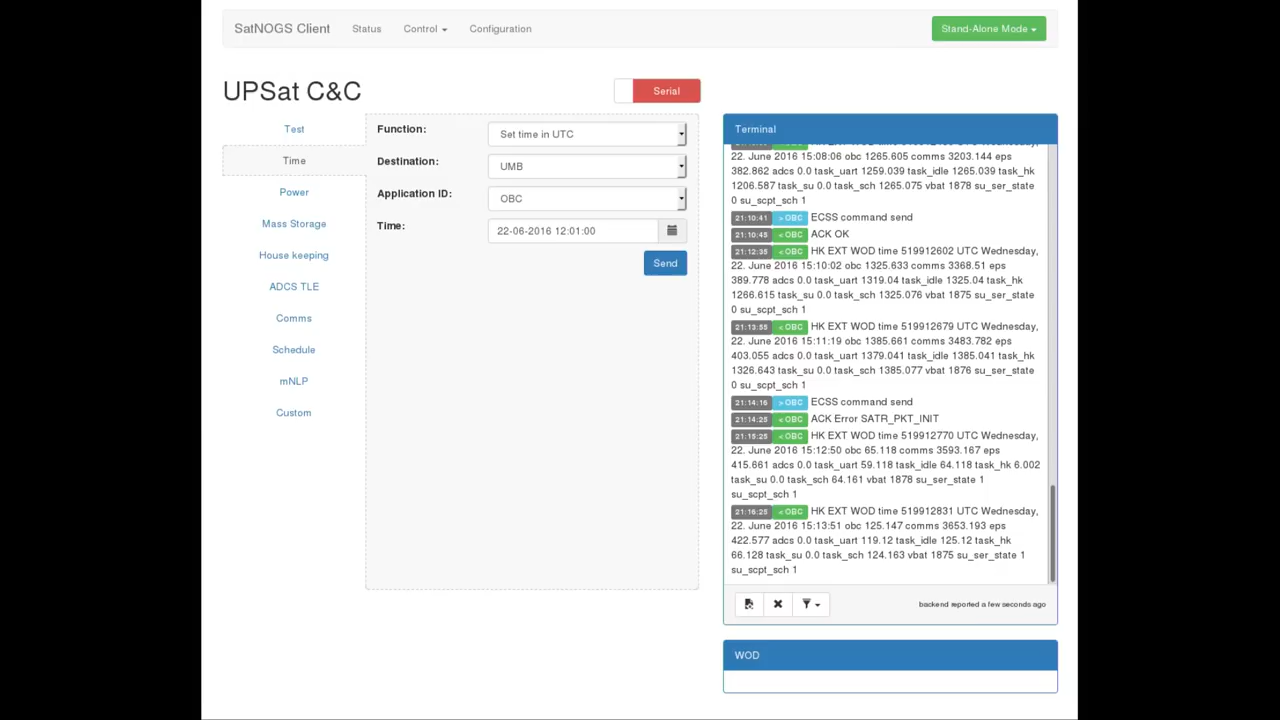 SatNOGS Client Status Control Configuration Stand-Alone Mode
UPSat C&C
Serial
Test
Time
Power
Mass Storage
House keeping
ADCS TLE
Comms
Schedule
mNLP
Custom
Function: Set time in UTC
Destination: UMB
Application ID: OBC
Time: 22-06-2016 12:01:00
Send
Terminal
22. June 2016 15:08:06 obc 1265.605 comms 3203.144 eps
382.862 adcs 0.0 task_uart 1259.039 task_idle 1265.039 task_hk
1206.587 task_su 0.0 task_sch 1265.075 vbat 1878 su_ser_state
0 su_scpt_sch 1
21:10:41 > OBC ECSS command send
21:10:45 < OBC ACK OK
21:12:35 < OBC HK EXT WOD time 519912602 UTC Wednesday,
22. June 2016 15:10:02 obc 1325.633 comms 3368.51 eps
389.778 adcs 0.0 task_uart 1319.04 task_idle 1325.04 task_hk
1266.615 task_su 0.0 task_sch 1325.076 vbat 1875 su_ser_state
0 su_scpt_sch 1
21:13:55 < OBC HK EXT WOD time 519912679 UTC Wednesday,
22. June 2016 15:11:19 obc 1385.661 comms 3483.782 eps
403.055 adcs 0.0 task_uart 1379.041 task_idle 1385.041 task_hk
1326.643 task_su 0.0 task_sch 1385.077 vbat 1876 su_ser_state
0 su_scpt_sch 1
21:14:16 > OBC ECSS command send
21:14:25 < OBC ACK Error SATR_PKT_INIT
21:15:25 < OBC HK EXT WOD time 519912770 UTC Wednesday,
22. June 2016 15:12:50 obc 65.118 comms 3593.167 eps
415.661 adcs 0.0 task_uart 59.118 task_idle 64.118 task_hk 6.002
task_su 0.0 task_sch 64.161 vbat 1878 su_ser_state 1
su_scpt_sch 1
21:16:25 < OBC HK EXT WOD time 519912831 UTC Wednesday,
22. June 2016 15:13:51 obc 125.147 comms 3653.193 eps
422.577 adcs 0.0 task_uart 119.12 task_idle 125.12 task_hk
66.128 task_su 0.0 task_sch 124.163 vbat 1875 su_ser_state 1
su_scpt_sch 1
backend reported a few seconds ago
WOD